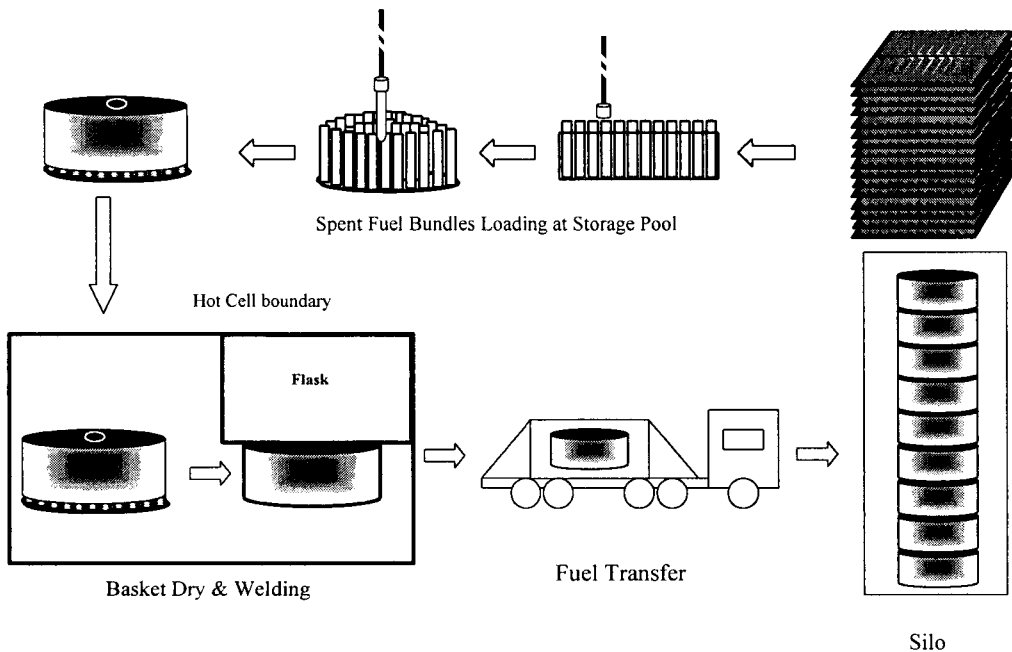 Spent Fuel Bundles Loading at Storage Pool
Hot Cell boundary
Flask
Basket Dry & Welding
Fuel Transfer
Silo